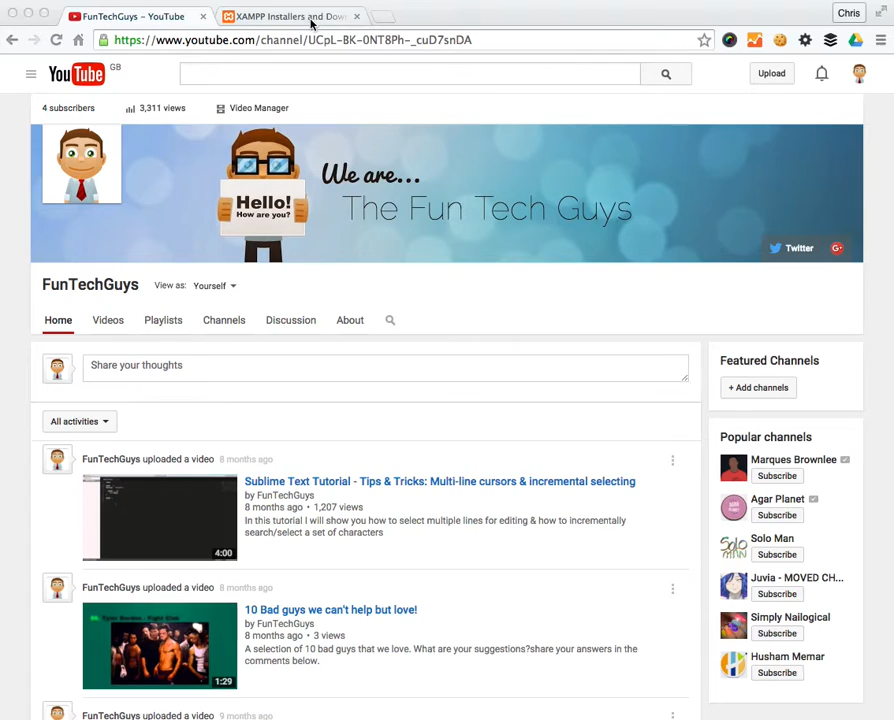 FunTechGuys - YouTube
XAMPP Installers and Dow
Chris
https://www.youtube.com/channel/UCpL-BK-0NT8Ph-_cuD7snDA
YouTube GB
Upload
4 subscribers
3,311 views
Video Manager
Hello!
How are you?
We are...
The Fun Tech Guys
Twitter
FunTechGuys
View as: Yourself
Home
Videos
Playlists
Channels
Discussion
About
Share your thoughts
All activities
FunTechGuys uploaded a video 8 months ago
Sublime Text Tutorial - Tips & Tricks: Multi-line cursors & incremental selecting
by FunTechGuys
8 months ago • 1,207 views
In this tutorial I will show you how to select multiple lines for editing & how to incrementally
search/select a set of characters
4:00
FunTechGuys uploaded a video 8 months ago
10 Bad guys we can't help but love!
by FunTechGuys
8 months ago • 3 views
A selection of 10 bad guys that we love. What are your suggestions?share your answers in the
comments below.
1:29
FunTechGuys uploaded a video 9 months ago
Featured Channels
+ Add channels
Popular channels
Marques Brownlee
Subscribe
Agar Planet
Subscribe
Solo Man
Subscribe
Juvia - MOVED CH...
Subscribe
Simply Nailogical
Subscribe
Husham Memar
Subscribe